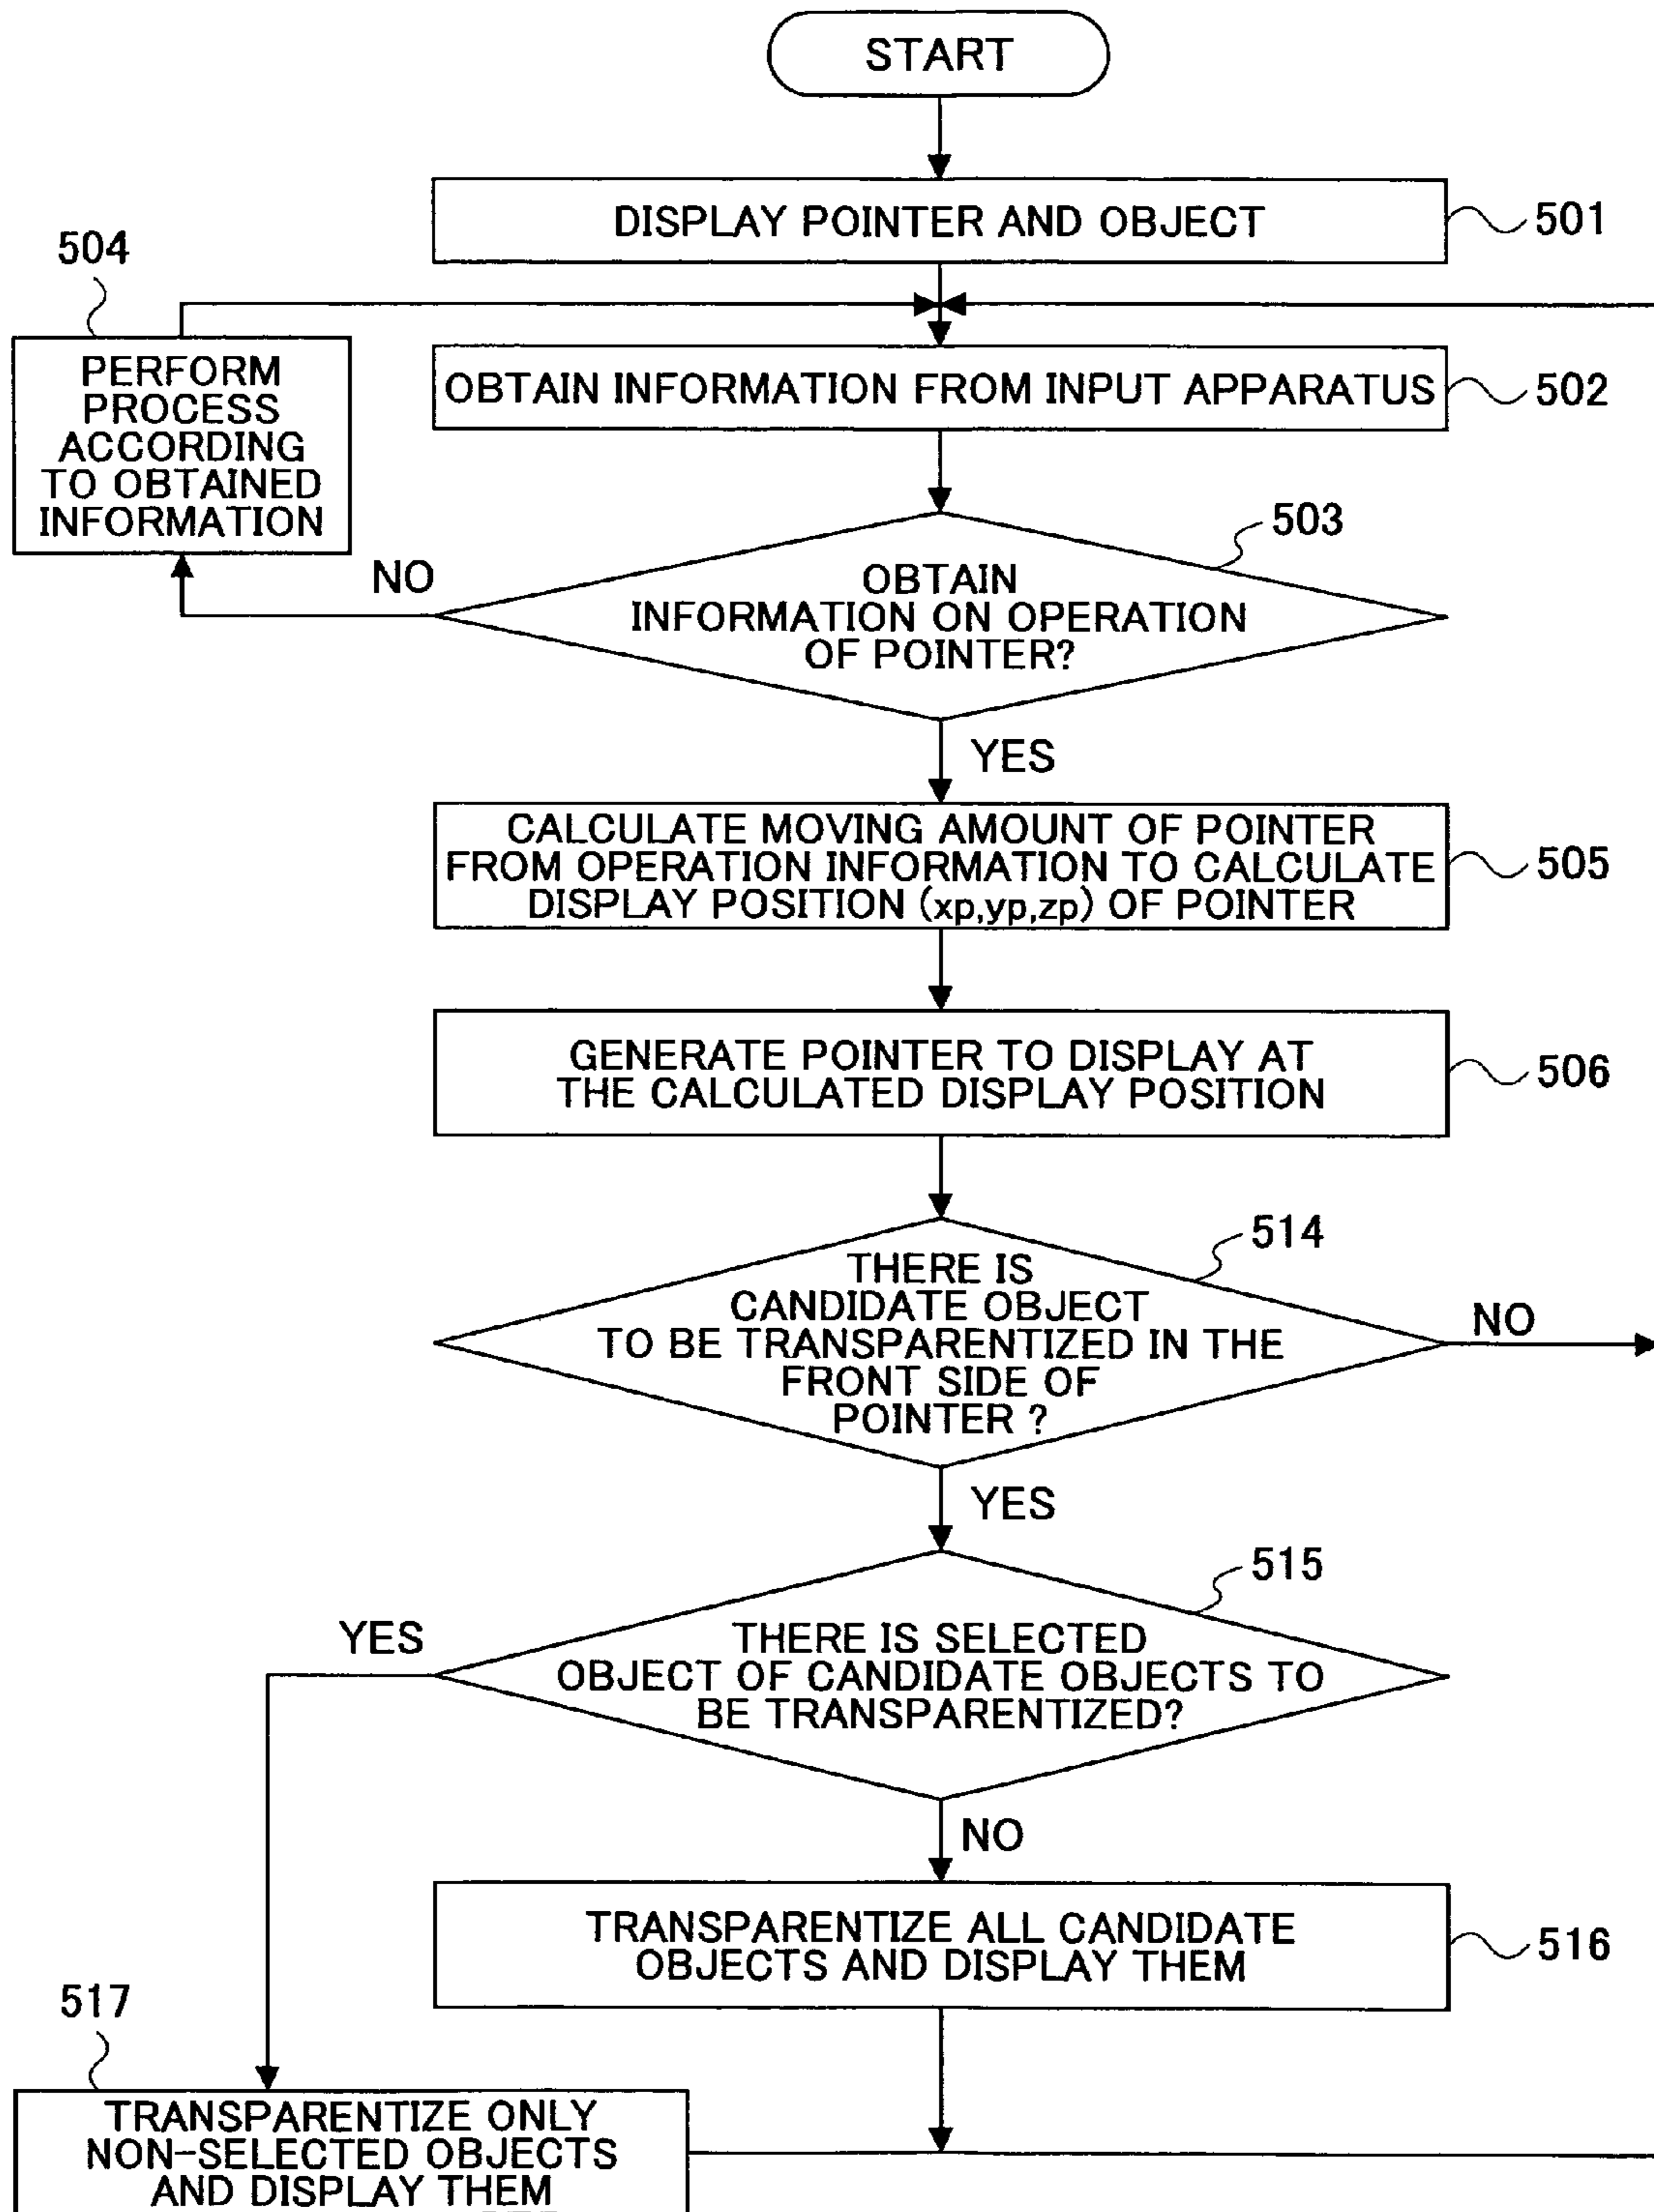 START
DISPLAY POINTER AND OBJECT
501
504
PERFORM
PROCESS
ACCORDING
TO OBTAINED
INFORMATION
OBTAIN INFORMATION FROM INPUT APPARATUS
502
503
NO
OBTAIN
INFORMATION ON OPERATION
OF POINTER?
YES
CALCULATE MOVING AMOUNT OF POINTER
FROM OPERATION INFORMATION TO CALCULATE
DISPLAY POSITION (xp,yp,zp) OF POINTER
505
GENERATE POINTER TO DISPLAY AT
THE CALCULATED DISPLAY POSITION
506
514
THERE IS
CANDIDATE OBJECT
TO BE TRANSPARENTIZED IN THE
FRONT SIDE OF
POINTER ?
NO
YES
515
YES
THERE IS SELECTED
OBJECT OF CANDIDATE OBJECTS TO
BE TRANSPARENTIZED?
NO
TRANSPARENTIZE ALL CANDIDATE
OBJECTS AND DISPLAY THEM
516
517
TRANSPARENTIZE ONLY
NON-SELECTED OBJECTS
AND DISPLAY THEM